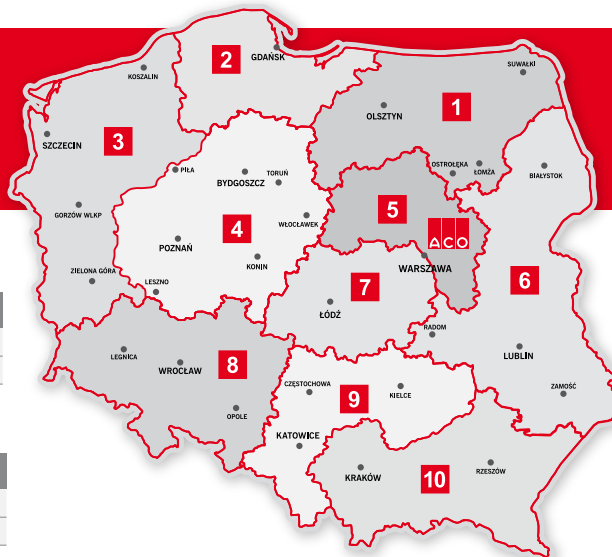 2
GDAŃSK
KOSZALIN
SUWAŁKI
1
OLSZTYN
3
SZCZECIN
OSTROŁĘKA
ŁOMŻA
PIŁA
BYDGOSZCZ
TORUŃ
BIAŁYSTOK
GORZÓW WLKP
4
WŁOCŁAWEK
5
ACO
POZNAŃ
KONIN
WARSZAWA
ZIELONA GÓRA
LESZNO
6
7
ŁÓDŹ
RADOM
LEGNICA
WROCŁAW
8
LUBLIN
CZĘSTOCHOWA
9
KIELCE
ZAMOŚĆ
OPOLE
KATOWICE
KRAKÓW
10
RZESZÓW